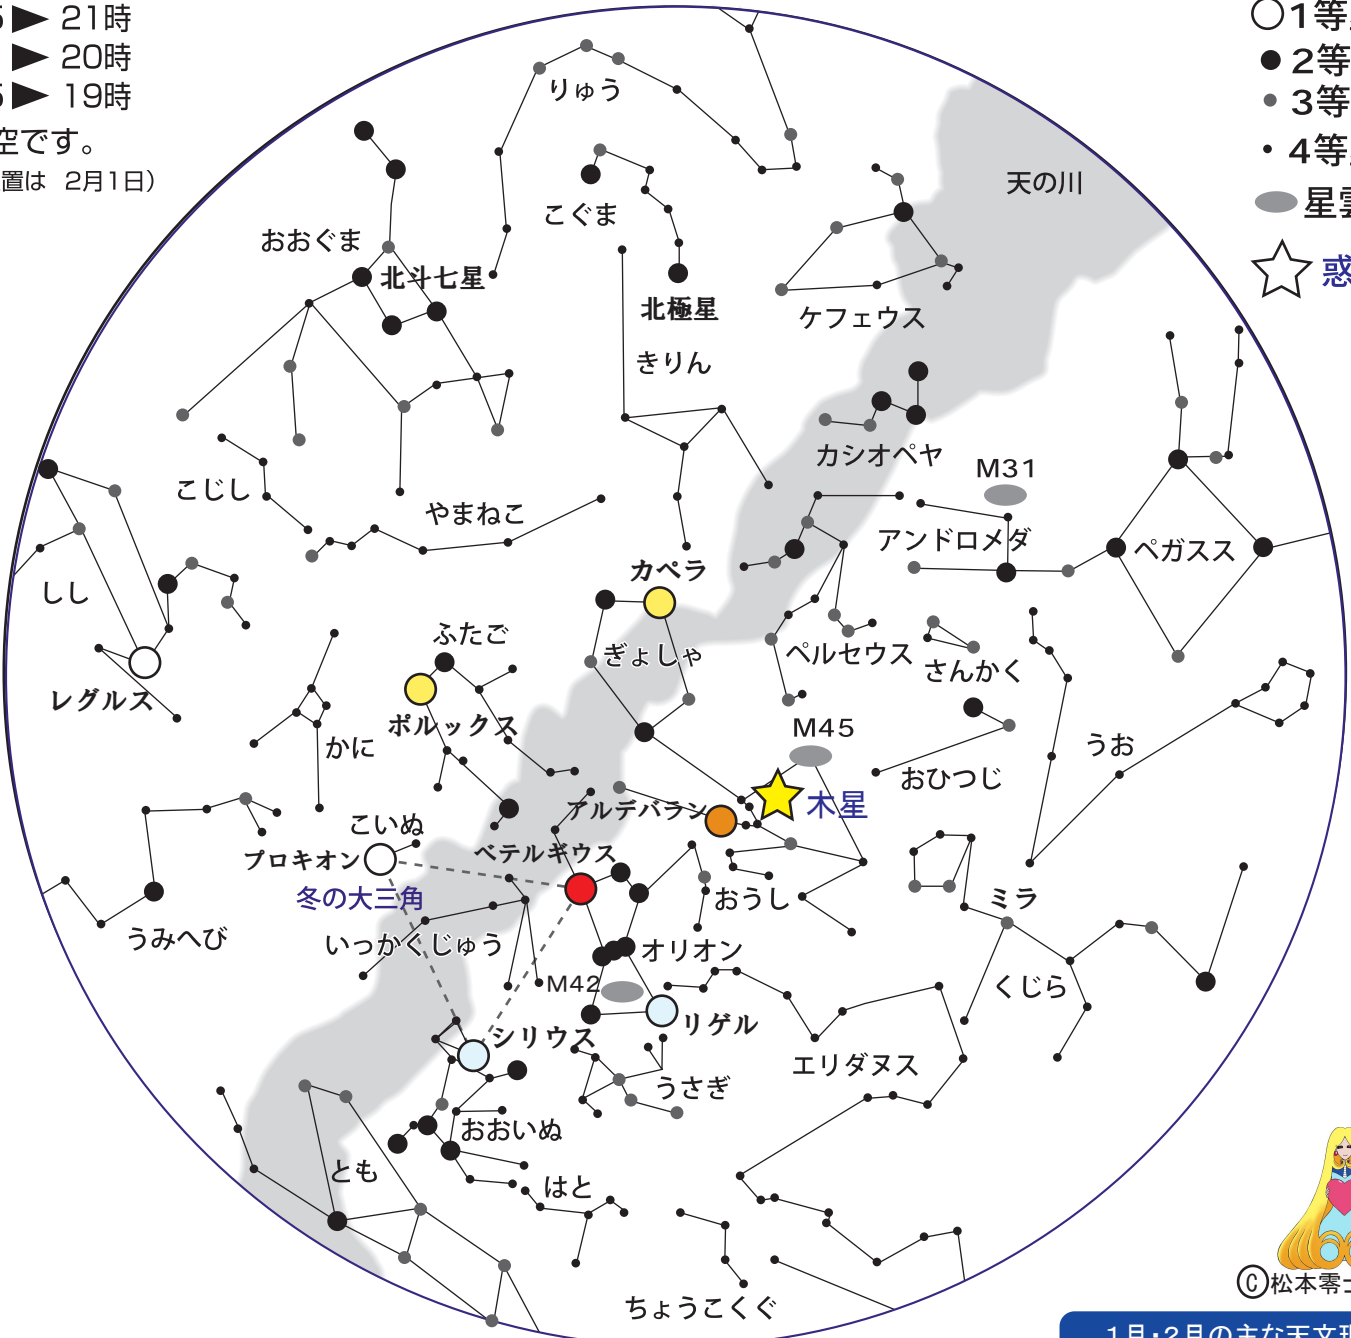 ▶ 21時
▶ 20時
▶ 19時
空です。
置は 2月1日）
1等
2等
3等
4等
星雲
惑
りゅう
天の川
こぐま
おおぐま
北斗七星
北極星
ケフェウス
きりん
カシオペヤ
M31
こじし
やまねこ
アンドロメダ
ペガスス
カペラ
しし
ふたご
ぎょしゃ
ペルセウス
さんかく
レグルス
ポルックス
かに
M45
うお
おひつじ
アルデバラン
木星
こいぬ
プロキオン
ベテルギウス
冬の大三角
おうし
ミラ
うみへび
いっかくじゅう
オリオン
M42
くじら
シリウス
リゲル
エリダヌス
うさぎ
おおいぬ
とも
はと
ちょうこくぐ
Ⓒ松本零士
1月・2月の主な天文現